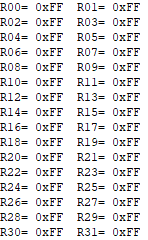 R00= 0xFF R01= 0xFF
R02= 0xFF R03= 0xFF
R04= 0xFF R05= 0xFF
R06= 0xFF R07= 0xFF
R08= 0xFF R09= 0xFF
R10= 0xFF R11= 0xFF
R12= 0xFF R13= 0xFF
R14= 0xFF R15= 0xFF
R16= 0xFF R17= 0xFF
R18= 0xFF R19= 0xFF
R20= 0xFF R21= 0xFF
R22= 0xFF R23= 0xFF
R24= 0xFF R25= 0xFF
R26= 0xFF R27= 0xFF
R28= 0xFF R29= 0xFF
R30= 0xFF R31= 0xFF